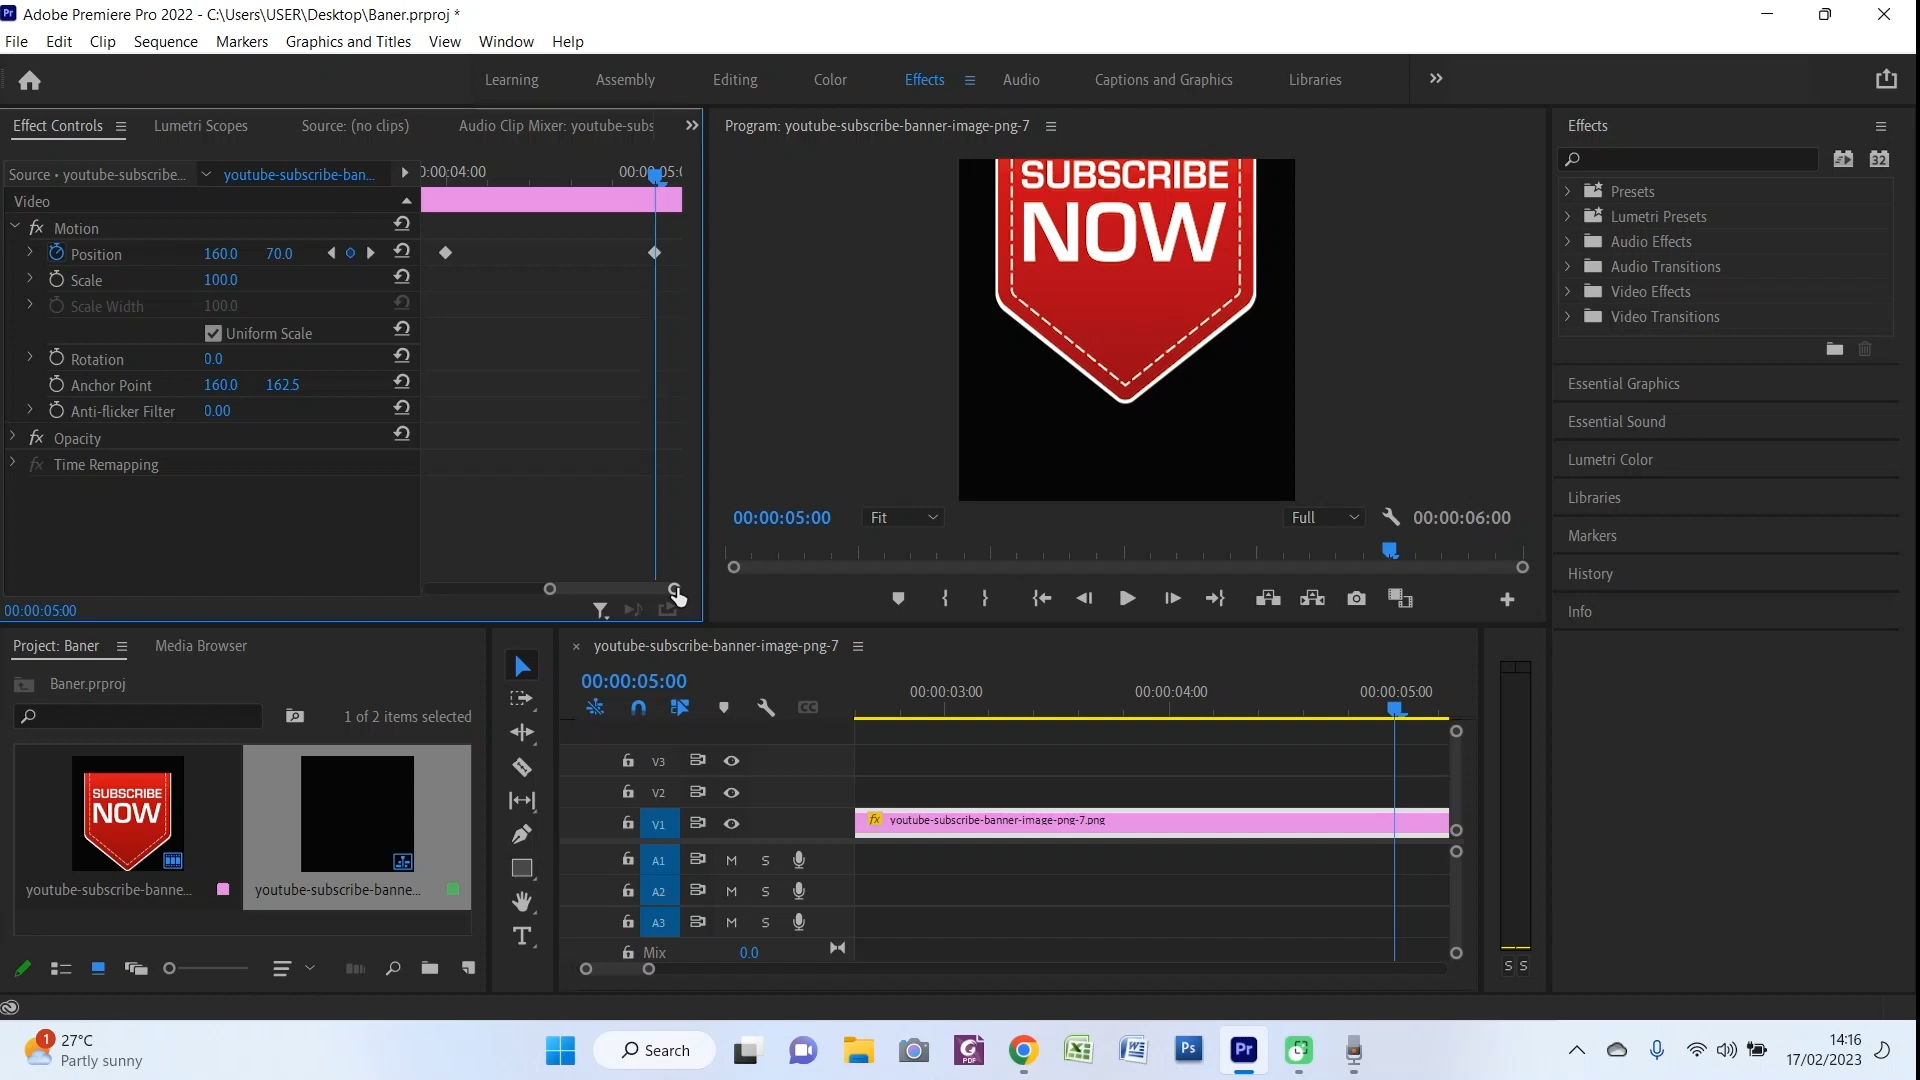 Pr Adobe Premiere Pro 2022 - C:\Users\USER\Desktop\Baner.prproj *
File Edit Clip Sequence Markers Graphics and Titles View Window Help
Learning Assembly Editing Color Effects Audio Captions and Graphics Libraries
Effect Controls Lumetri Scopes Source: (no clips) Audio Clip Mixer: youtube-subs
Source • youtube-subscribe... youtube-subscribe-ban...
:00:04:00 00:00:05:0
Video
Motion
Position 160.0 70.0
Scale 100.0
Scale Width 100.0
Uniform Scale
Rotation 0.0
Anchor Point 160.0 162.5
Anti-flicker Filter 0.00
fx Opacity
fx Time Remapping
00:00:05:00
Program: youtube-subscribe-banner-image-png-7
SUBSCRIBE
NOW
00:00:05:00 Fit Full 00:00:06:00
Effects
32
Presets
Lumetri Presets
Audio Effects
Audio Transitions
Video Effects
Video Transitions
Essential Graphics
Essential Sound
Lumetri Color
Libraries
Markers
History
Info
Project: Baner Media Browser
Baner.prproj
1 of 2 items selected
SUBSCRIBE
NOW
youtube-subscribe-banne... youtube-subscribe-banne...
× youtube-subscribe-banner-image-png-7
00:00:05:00
00:00:03:00 00:00:04:00 00:00:05:00
CC
V3
V2
V1 fx youtube-subscribe-banner-image-png-7.png
A1 M S
A2 M S
A3 M S
Mix 0.0
S S
1 27°C
Partly sunny
Search
PDF Ps Pr
14:16
17/02/2023